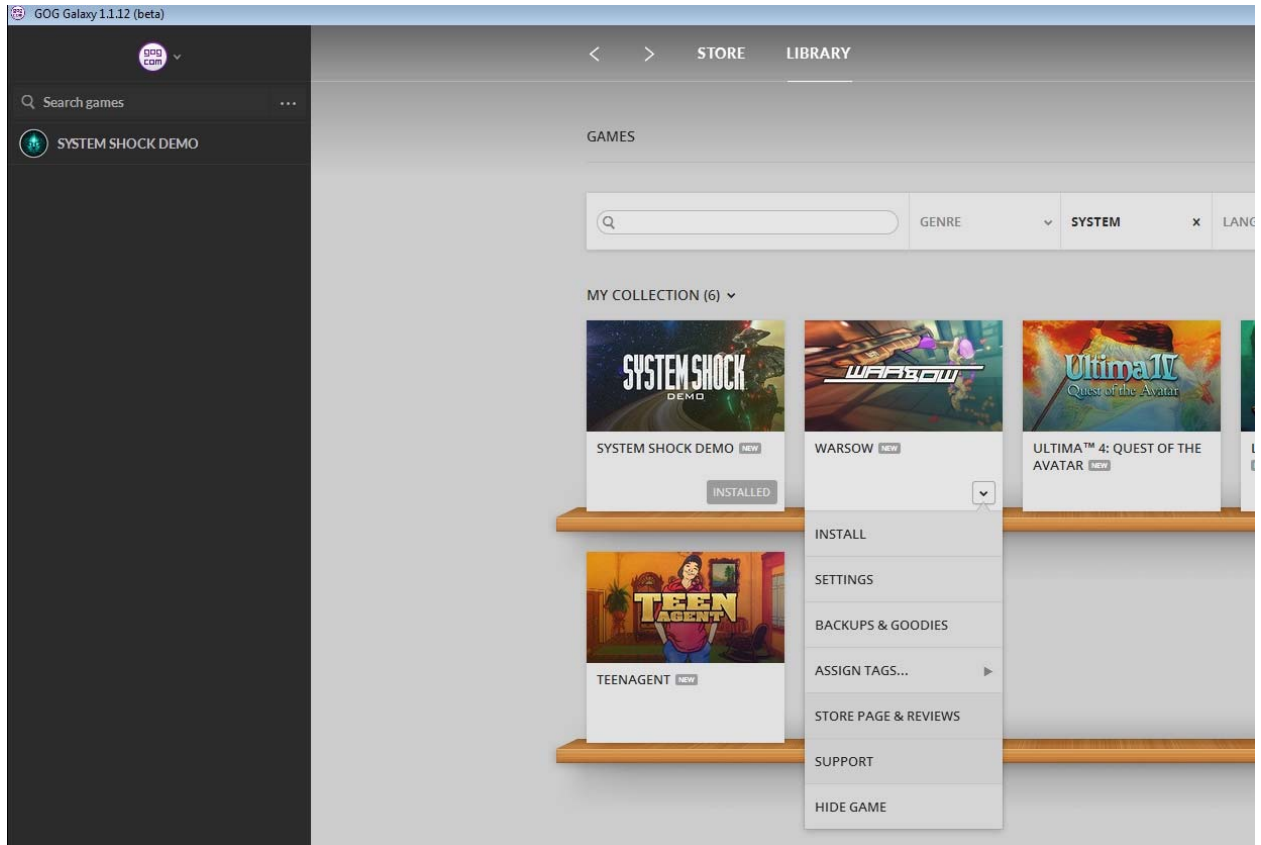 GOG Galaxy 1.1.12 (beta)
gog
com
STORE LIBRARY
Search games ...
SYSTEM SHOCK DEMO
GAMES
GENRE SYSTEM x LANG
MY COLLECTION (6)
SYSTEM SHOCK
DEMO
WARSOW
Ultima IV
Quest of the Avatar
SYSTEM SHOCK DEMO NEW
WARSOW NEW
ULTIMA™ 4: QUEST OF THE
AVATAR NEW
INSTALLED
INSTALL
SETTINGS
BACKUPS & GOODIES
ASSIGN TAGS...
STORE PAGE & REVIEWS
SUPPORT
HIDE GAME
TEEN
AGENT
TEENAGENT NEW